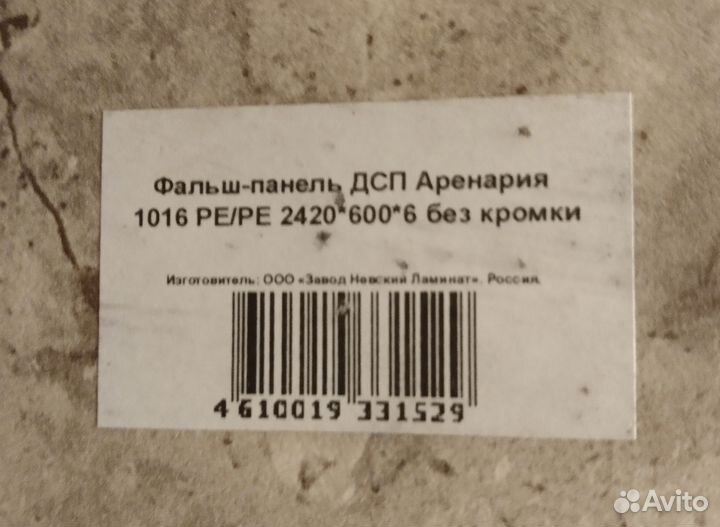 Фальш-панель ДСП Аренария
1016 PE/PE 2420*600*6 без кромки
Изготовитель: ООО «Завод Невский Ламинат». Россия.
4 610019 331529
Avito